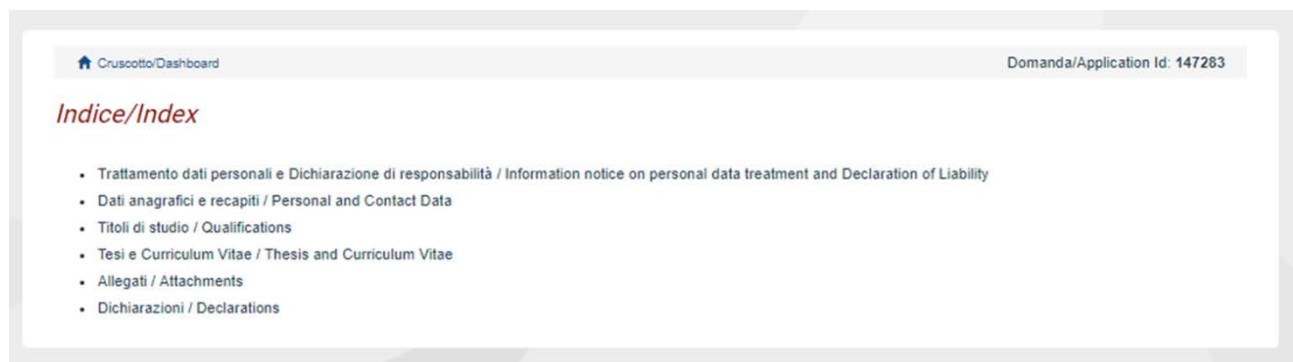 Cruscotto/Dashboard
Domanda/Application Id: 147283
Indice/Index
Trattamento dati personali e Dichiarazione di responsabilità / Information notice on personal data treatment and Declaration of Liability
Dati anagrafici e recapiti / Personal and Contact Data
Titoli di studio / Qualifications
Tesi e Curriculum Vitae / Thesis and Curriculum Vitae
Allegati / Attachments
Dichiarazioni / Declarations